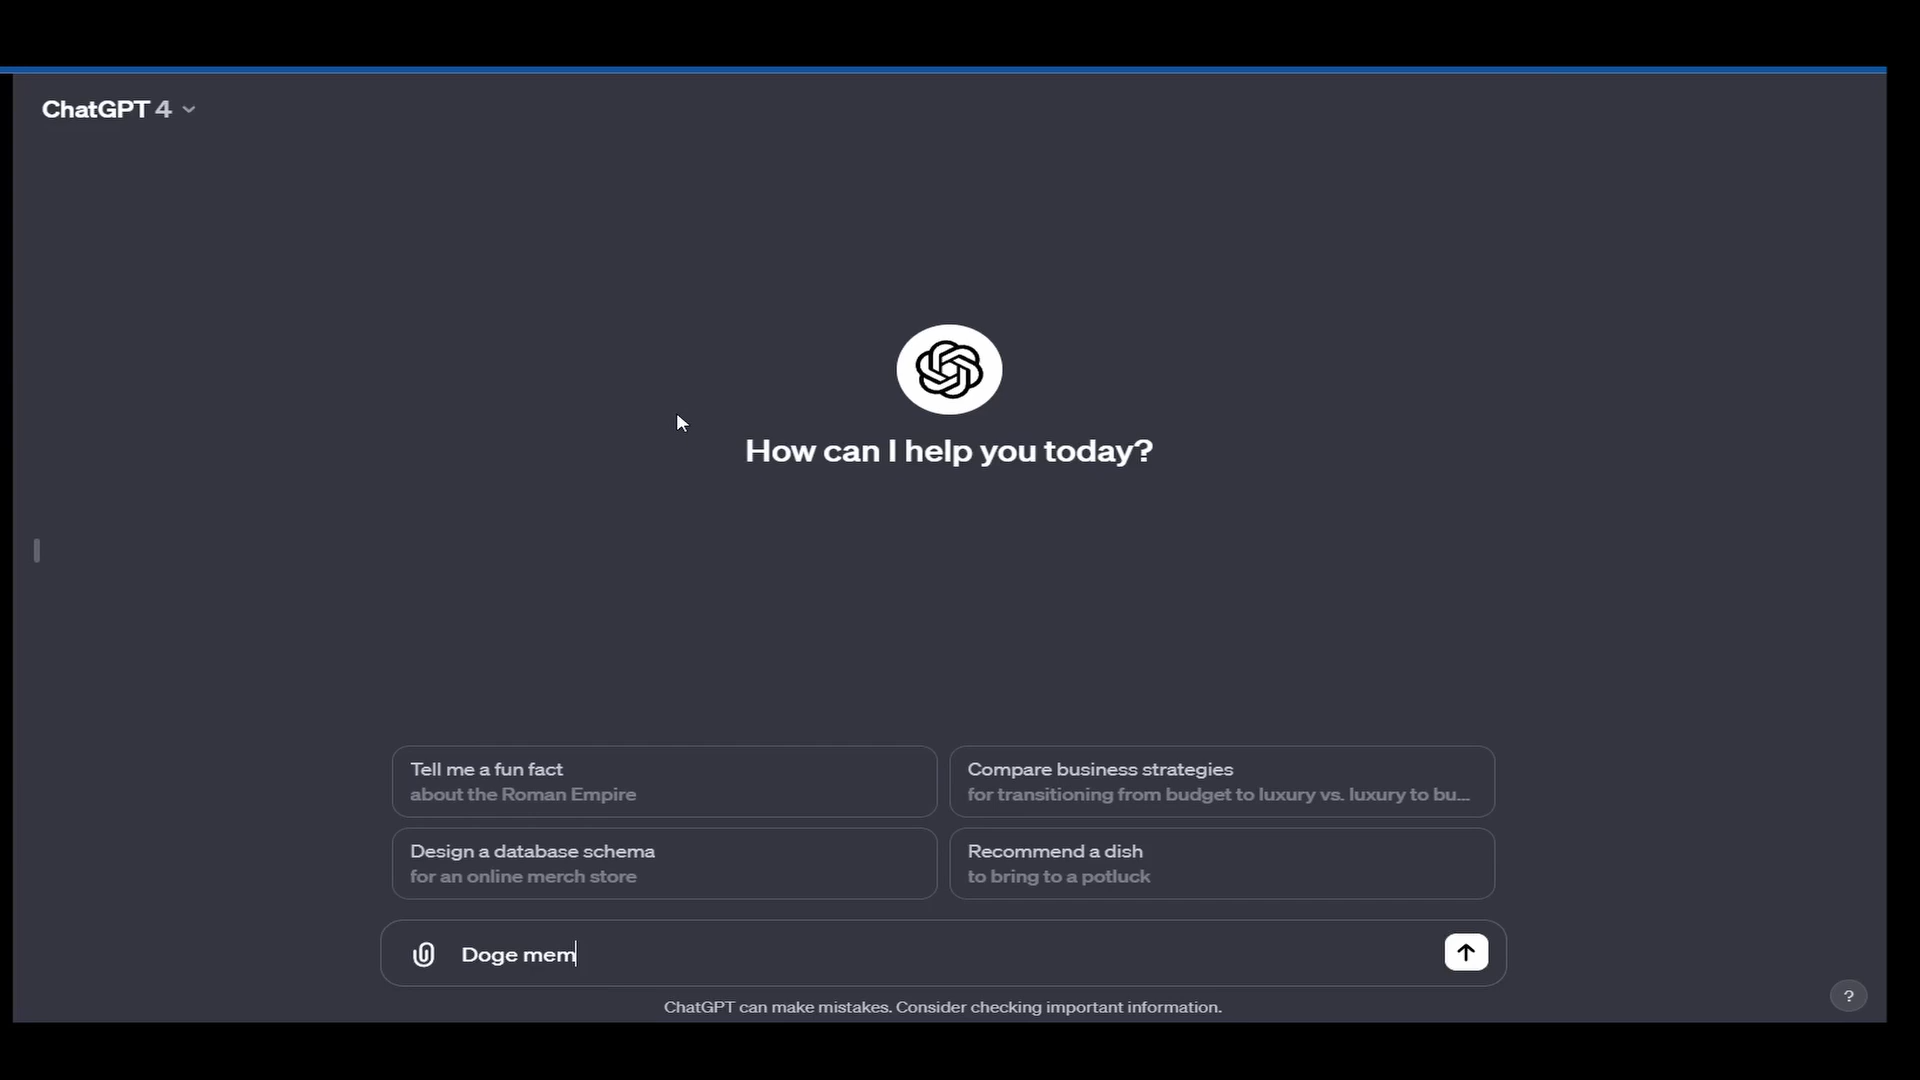 ChatGPT 4
How can I help you today?
Tell me a fun fact
about the Roman Empire
Compare business strategies
for transitioning from budget to luxury vs. luxury to bu...
Design a database schema
for an online merch store
Recommend a dish
to bring to a potluck
Doge mem
ChatGPT can make mistakes. Consider checking important information.
?